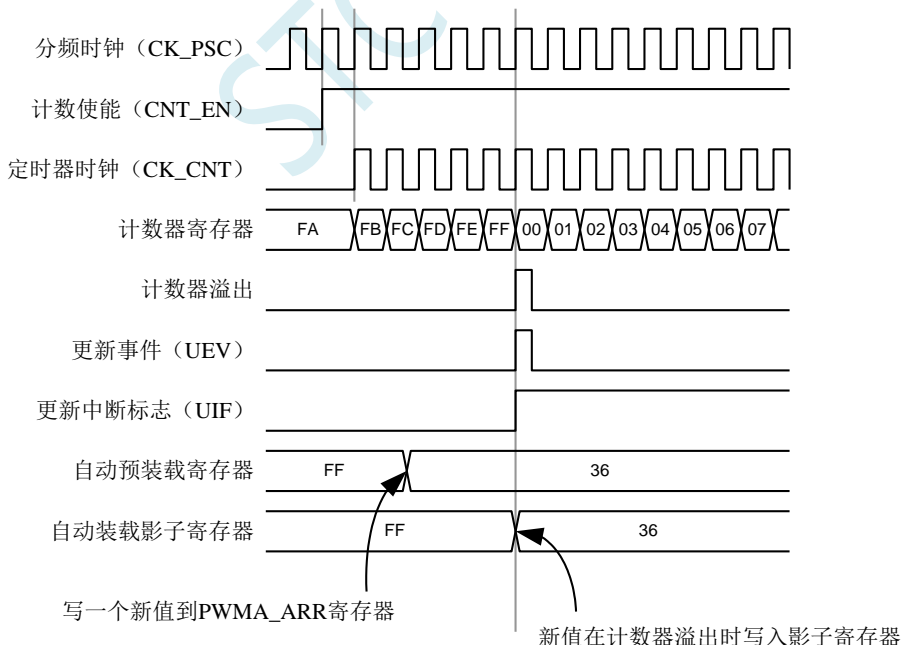 STC
分频时钟（CK_PSC）
计数使能（CNT_EN）
定时器时钟（CK_CNT）
计数器寄存器 FA FB FC FD FE FF 00 01 02 03 04 05 06 07
计数器溢出
更新事件（UEV）
更新中断标志（UIF）
自动预装载寄存器 FF 36
自动装载影子寄存器 FF 36
写一个新值到PWMA_ARR寄存器
新值在计数器溢出时写入影子寄存器